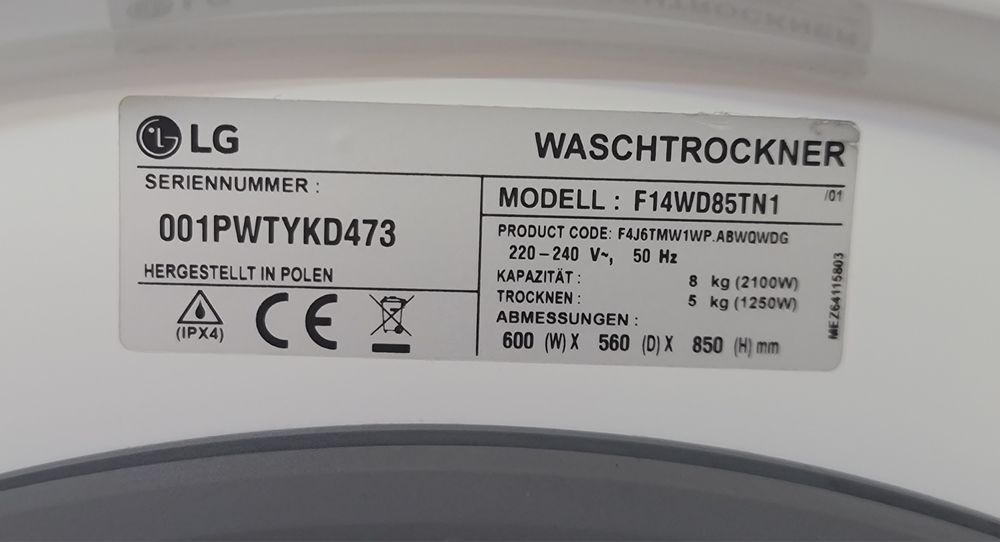 LG
WASCHTROCKNER
SERIENNUMMER :
001PWTYKD473
HERGESTELLT IN POLEN
(IPX4)
CE
/01
MODELL : F14WD85TN1
PRODUCT CODE: F4J6TMW1WP.ABWQWDG
220-240 V~, 50 Hz
KAPAZITÄT : 8 kg (2100W)
TROCKNEN : 5 kg (1250W)
ABMESSUNGEN :
600 (W) X 560 (D) X 850 (H) mm
MEZ64115803